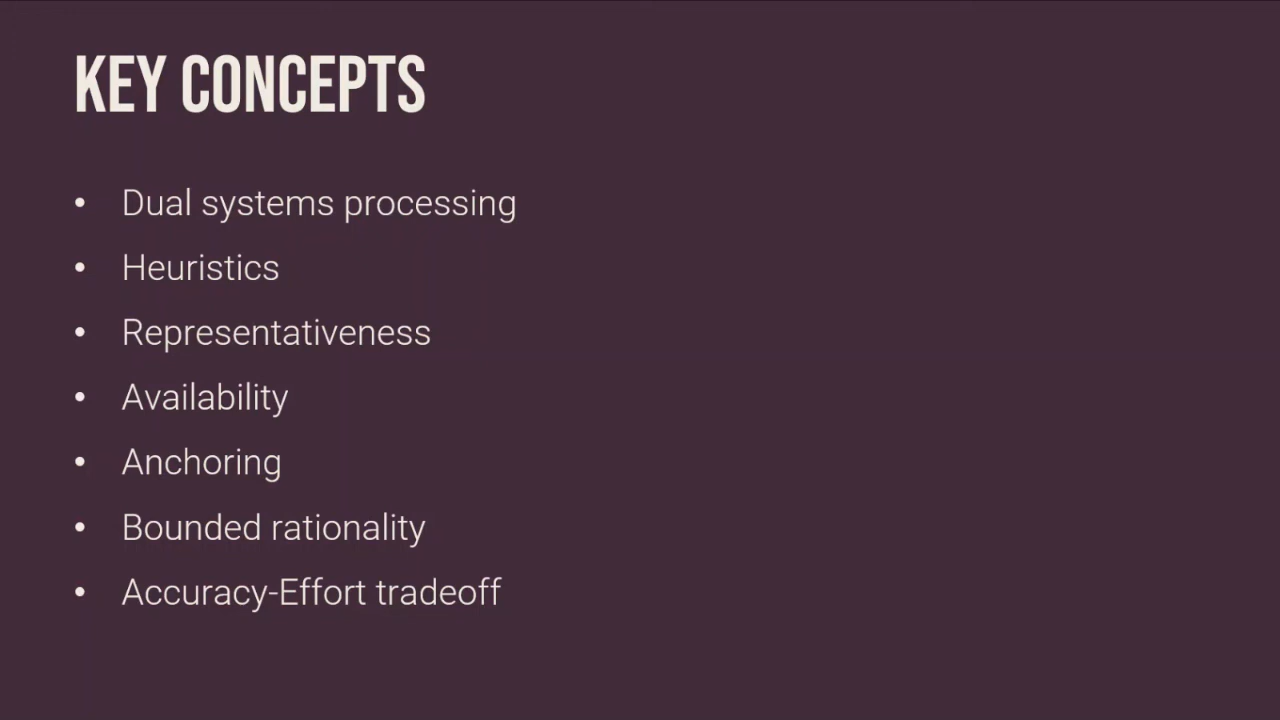 KEY CONCEPTS
• Dual systems processing
• Heuristics
• Representativeness
• Availability
• Anchoring
• Bounded rationality
• Accuracy-Effort tradeoff